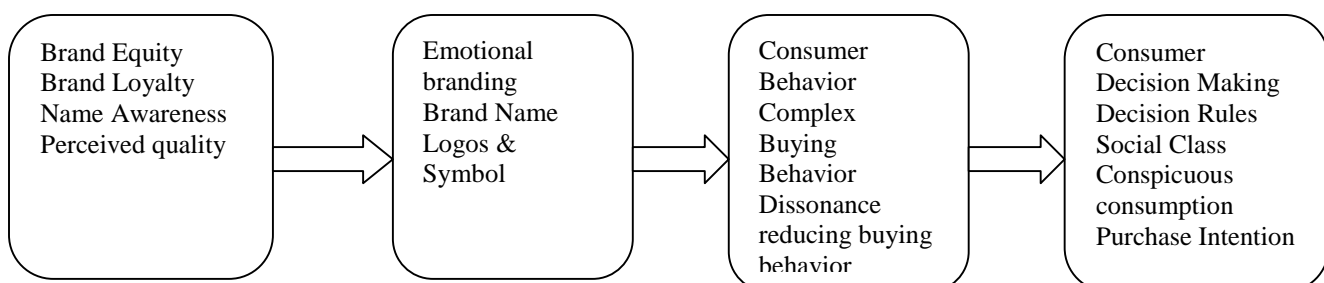 Brand Equity
Brand Loyalty
Name Awareness
Perceived quality
Emotional
branding
Brand Name
Logos &
Symbol
Consumer
Behavior
Complex
Buying
Behavior
Dissonance
reducing buying
behavior
Consumer
Decision Making
Decision Rules
Social Class
Conspicuous
consumption
Purchase Intention